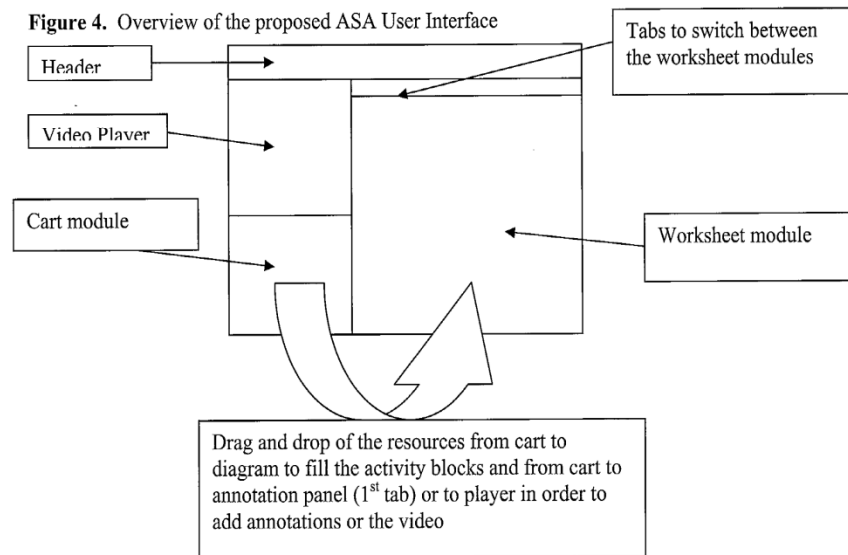 Figure 4. Overview of the proposed ASA User Interface
Header
Video Player
Cart module
Tabs to switch between
the worksheet modules
Worksheet module
Drag and drop of the resources from cart to
diagram to fill the activity blocks and from cart to
annotation panel (1st tab) or to player in order to
add annotations or the video